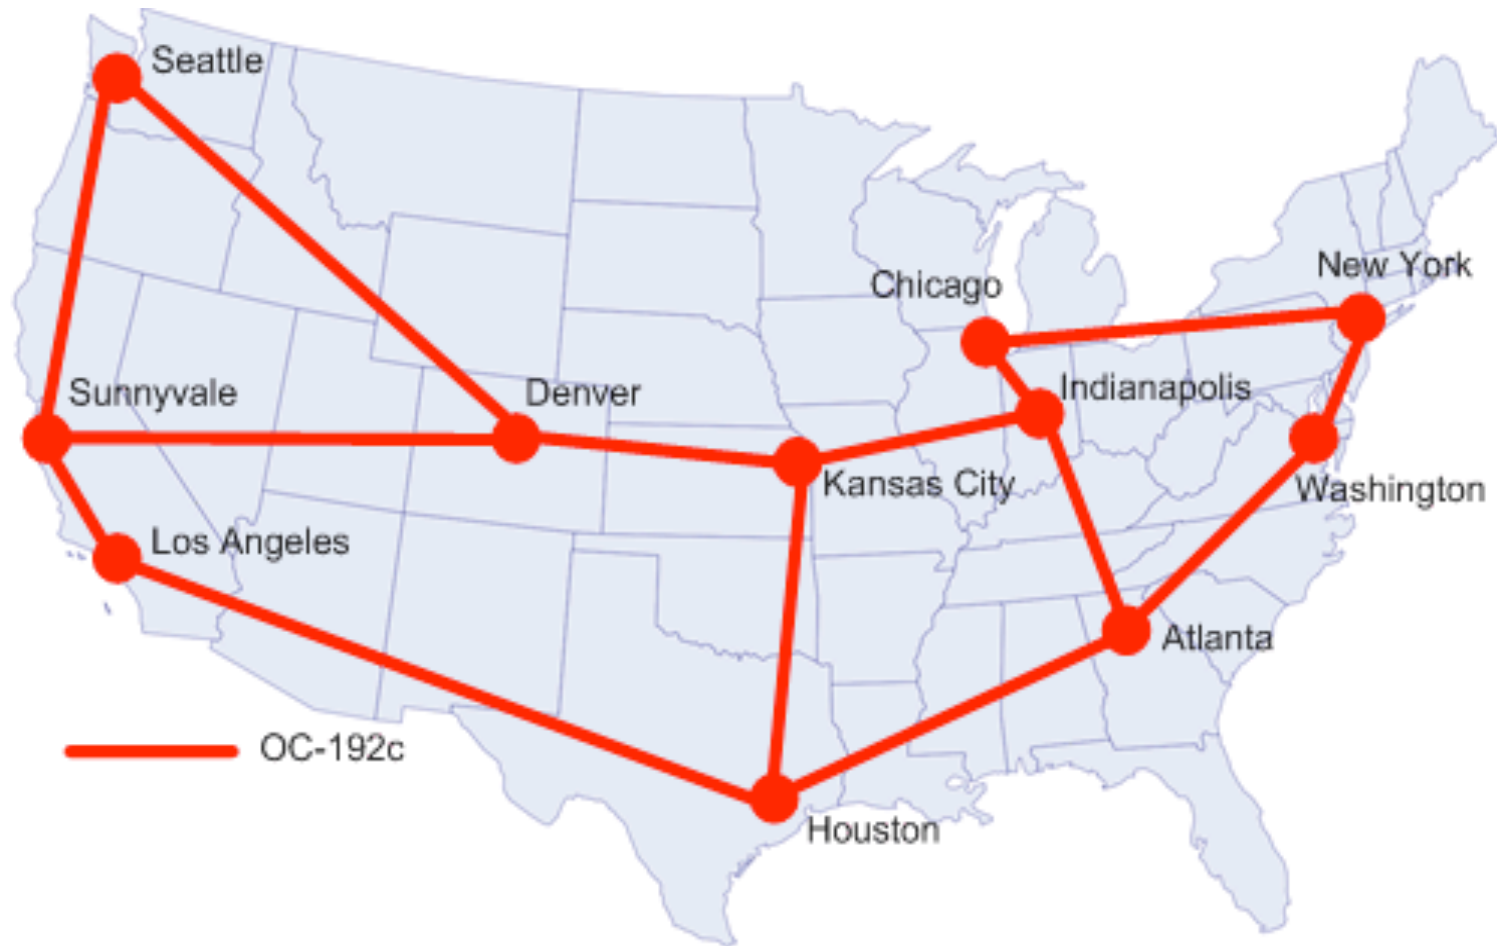 Seattle
New York
Chicago
Sunnyvale
Denver
Indianapolis
Kansas City
Washington
Los Angeles
Atlanta
OC-192c
Houston